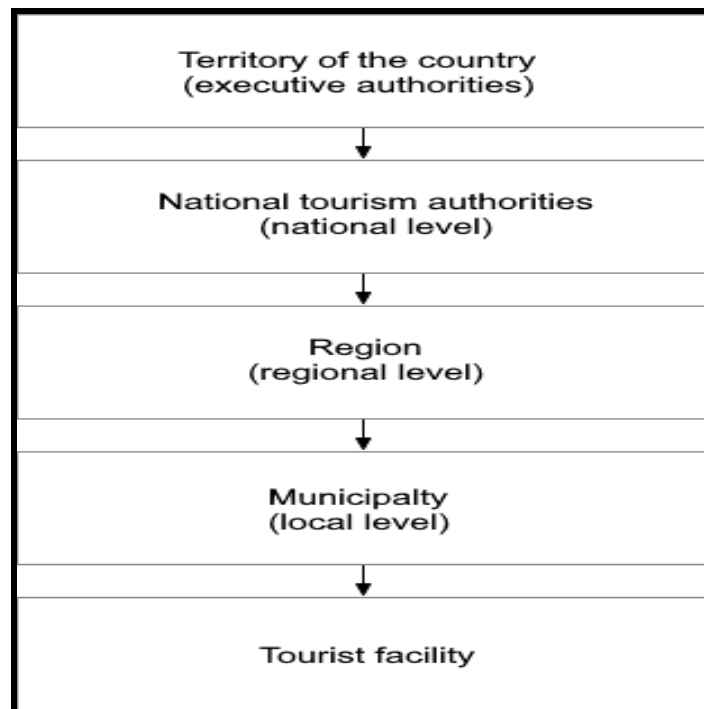 Territory of the country
(executive authorities)
National tourism authorities
(national level)
Region
(regional level)
Municipalty
(local level)
Tourist facility